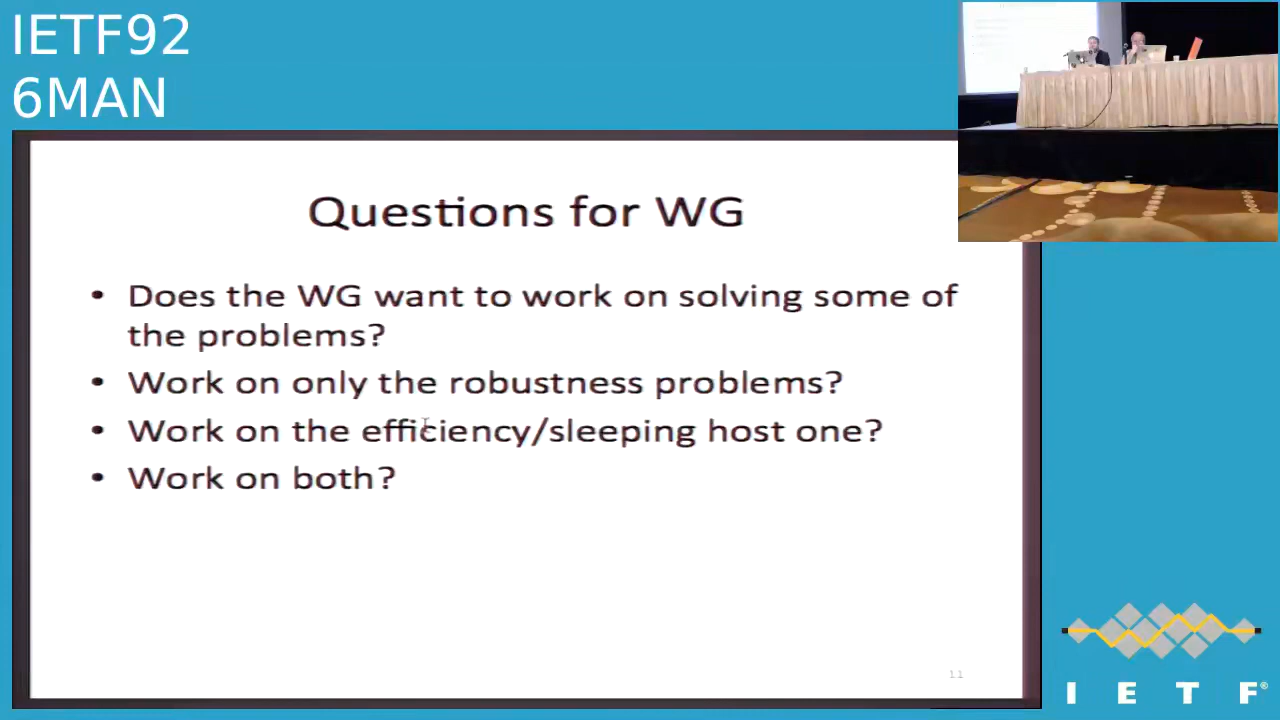 IETF92
6MAN
Questions for WG
• Does the WG want to work on solving some of
the problems?
• Work on only the robustness problems?
• Work on the efficiency/sleeping host one?
• Work on both?
11
I E T F®